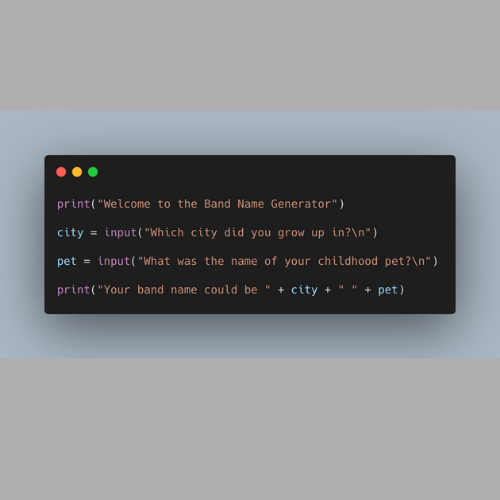 print("Welcome to the Band Name Generator")
city = input("Which city did you grow up in?\n")
pet = input("What was the name of your childhood pet?\n")
print("Your band name could be " + city + " " + pet)